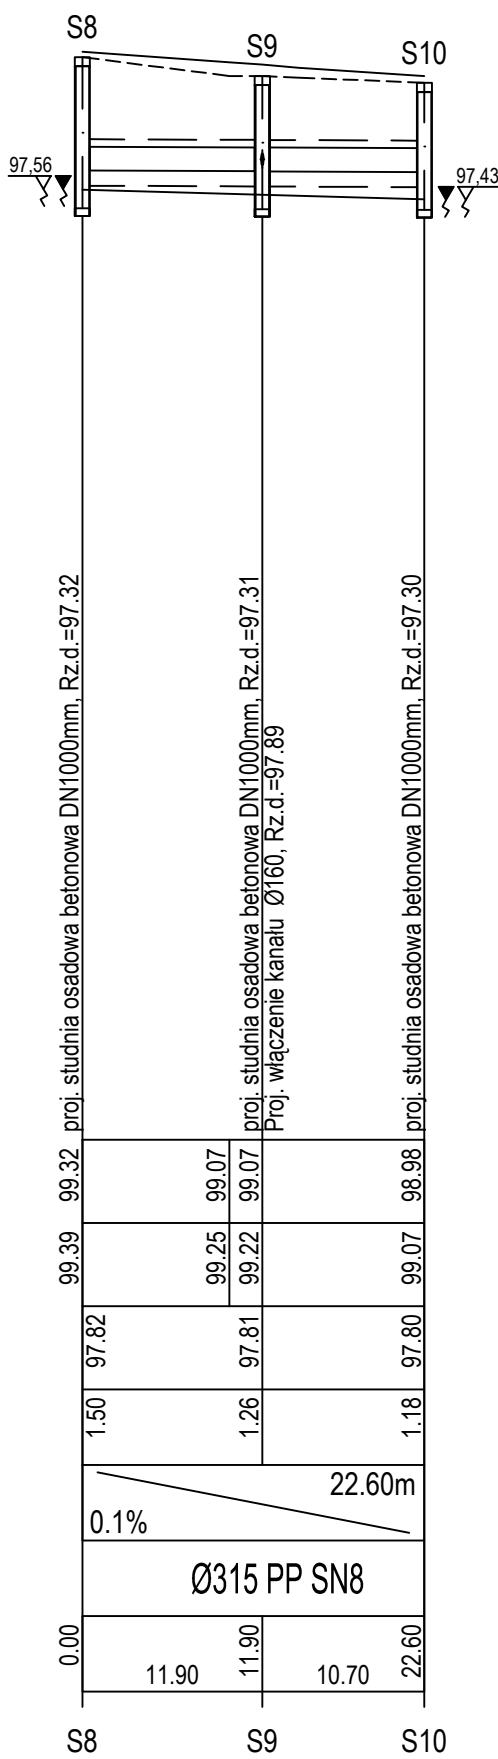 S8
S9
S10
97,56
97,43
proj. studnia osadowa betonowa DN1000mm, Rz.d.=97.32
proj. studnia osadowa betonowa DN1000mm, Rz.d.=97.31
Proj. włączenie kanału Ø160, Rz.d.=97.89
proj. studnia osadowa betonowa DN1000mm, Rz.d.=97.30
99.32 99.07 99.07 98.98
99.39 99.25 99.22 99.07
97.82 97.81 97.80
1.50 1.26 1.18
22.60m
0.1%
Ø315 PP SN8
0.00 11.90 22.60
11.90 10.70
S8 S9 S10